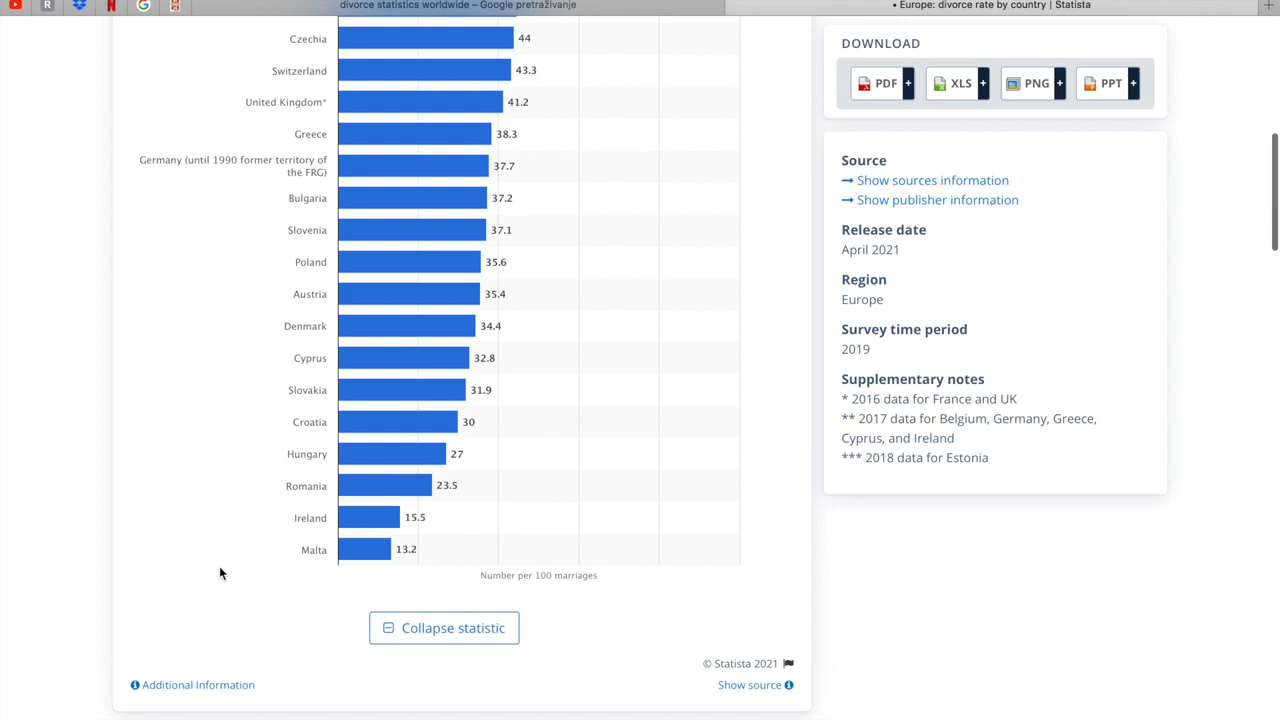 divorce statistics worldwide – Google pretraživanje
• Europe: divorce rate by country | Statista
R
G
N
Czechia 44
Switzerland 43.3
United Kingdom* 41.2
Greece 38.3
Germany (until 1990 former territory of
the FRG) 37.7
Bulgaria 37.2
Slovenia 37.1
Poland 35.6
Austria 35.4
Denmark 34.4
Cyprus 32.8
Slovakia 31.9
Croatia 30
Hungary 27
Romania 23.5
Ireland 15.5
Malta 13.2
Number per 100 marriages
Collapse statistic
© Statista 2021
Additional Information
Show source
DOWNLOAD
PDF +
XLS +
PNG +
PPT +
Source
→ Show sources information
→ Show publisher information
Release date
April 2021
Region
Europe
Survey time period
2019
Supplementary notes
* 2016 data for France and UK
** 2017 data for Belgium, Germany, Greece,
Cyprus, and Ireland
*** 2018 data for Estonia